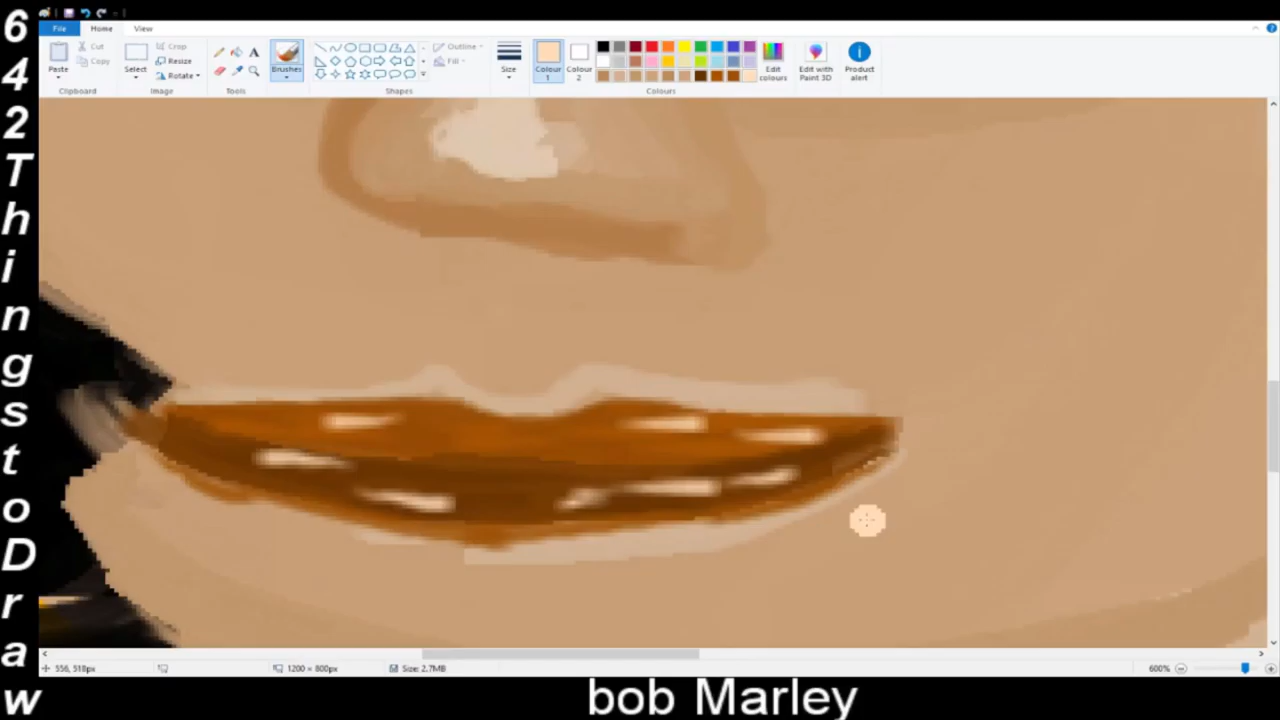 642ThingstoDraw
File Home View
Cut
Copy
Paste
Clipboard
Select
Crop
Resize
Rotate
Image
Tools
Brushes
Outline
Fill
Shapes
Size
Colour 1
Colour 2
Edit colours
Colours
Edit with Paint 3D
Product alert
556, 518px
1200 × 800px
Size: 2.7MB
600%
bob Marley